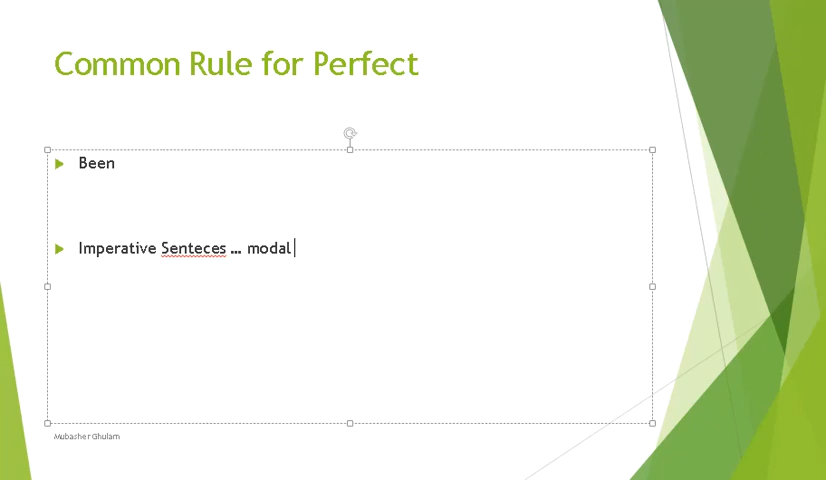 Common Rule for Perfect
Been
Imperative Senteces … modal
Mubasher Ghulam